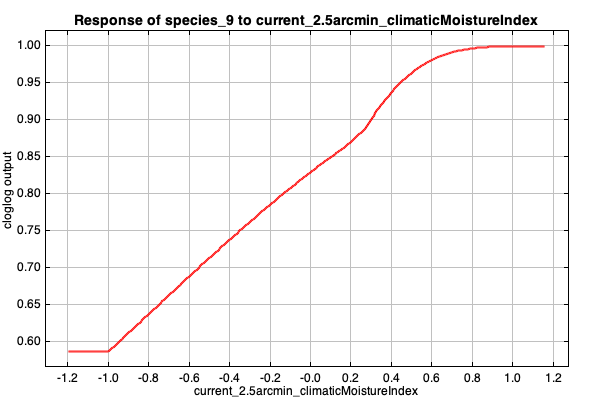 Response of species_9 to current_2.5arcmin_climaticMoistureIndex
1.00
0.95
0.90
0.85
0.80
0.75
0.70
0.65
0.60
cloglog output
-1.2 -1.0 -0.8 -0.6 -0.4 -0.2 -0.0 0.2 0.4 0.6 0.8 1.0 1.2
current_2.5arcmin_climaticMoistureIndex